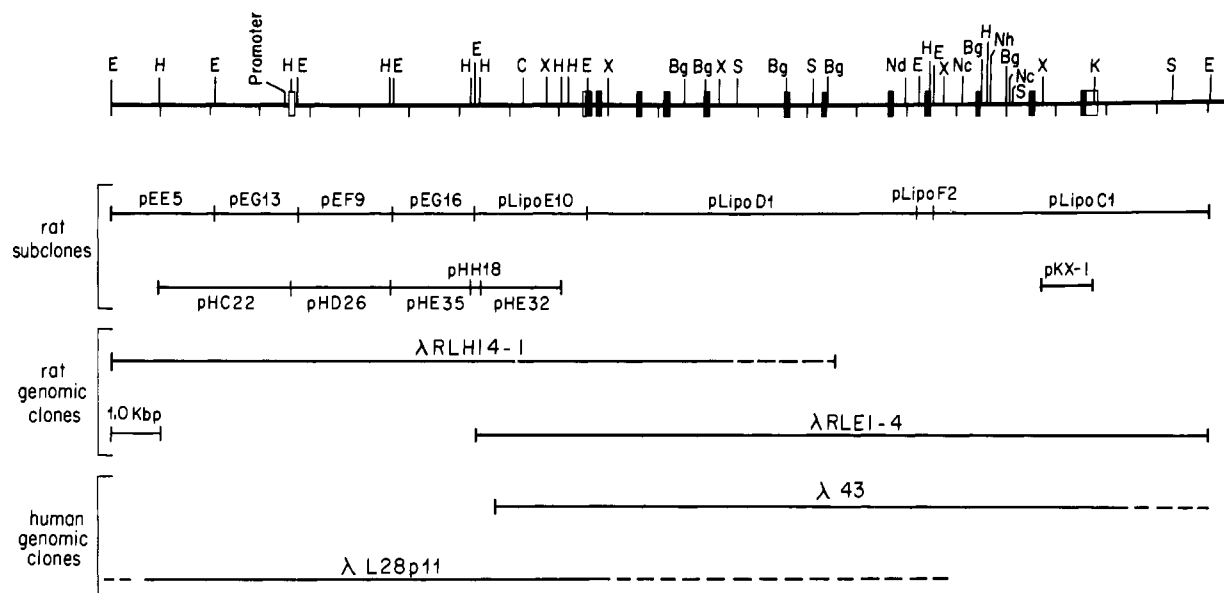 Promoter
E H E H E H E H E H C X H H E X Bg Bg X S Bg S Bg Nd E H E X Nc Bg H Nh Bg Nc S X K S E
rat
subclones
pEE5 pEG13 pEF9 pEG16 pLipoE10 pLipoD1 pLipoF2 pLipoC1
pHH18 pKX-1
pHC22 pHD26 pHE35 pHE32
rat
genomic
clones
λRLH14-1
1.0 Kbp
λRLE1-4
human
genomic
clones
λ 43
λ L28p11